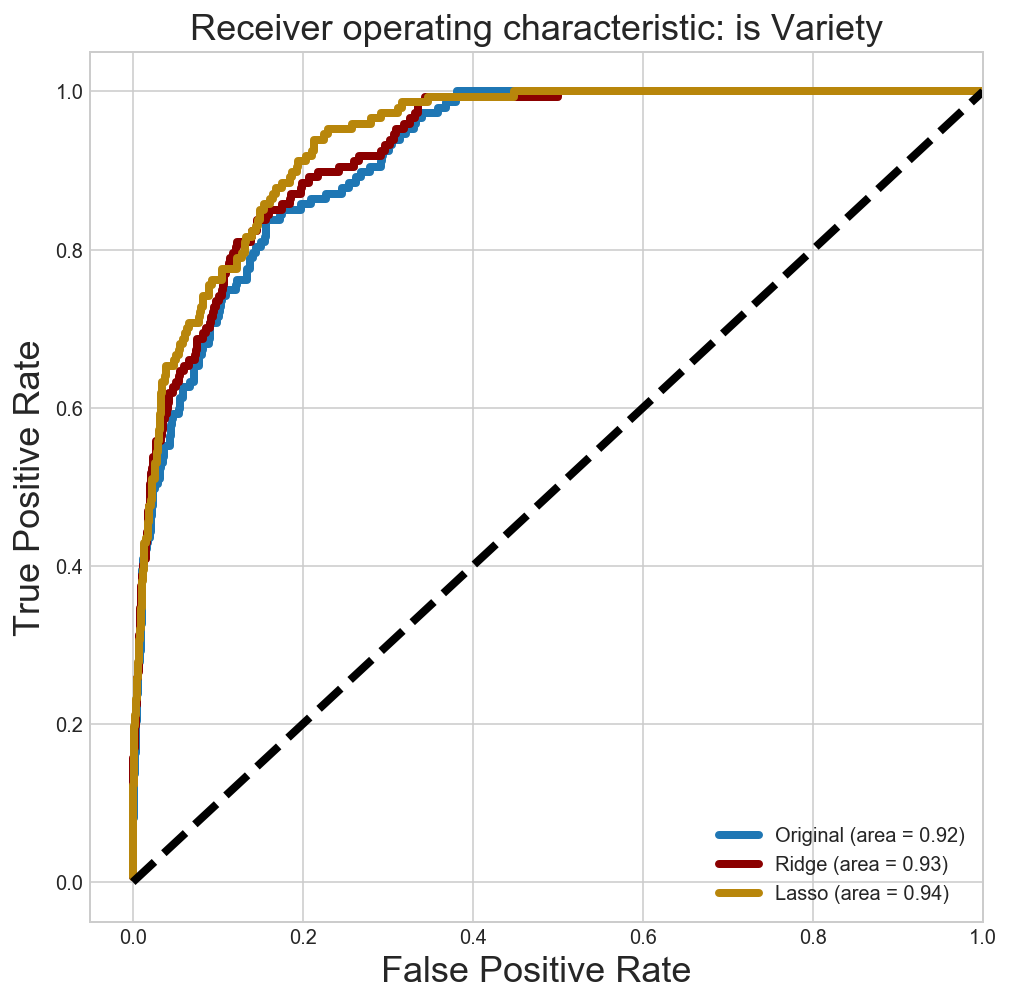 Receiver operating characteristic: is Variety
True Positive Rate
1.0
0.8
0.6
0.4
0.2
0.0
Original (area = 0.92)
Ridge (area = 0.93)
Lasso (area = 0.94)
0.0 0.2 0.4 0.6 0.8 1.0
False Positive Rate